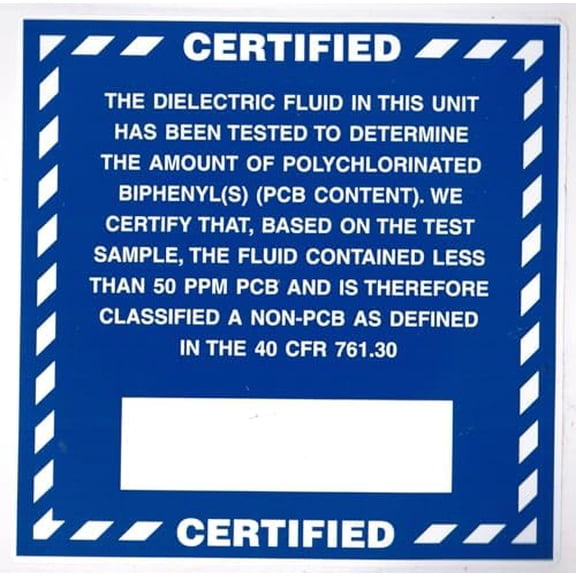 CERTIFIED
THE DIELECTRIC FLUID IN THIS UNIT
HAS BEEN TESTED TO DETERMINE
THE AMOUNT OF POLYCHLORINATED
BIPHENYL(S) (PCB CONTENT). WE
CERTIFY THAT, BASED ON THE TEST
SAMPLE, THE FLUID CONTAINED LESS
THAN 50 PPM PCB AND IS THEREFORE
CLASSIFIED A NON-PCB AS DEFINED
IN THE 40 CFR 761.30
CERTIFIED